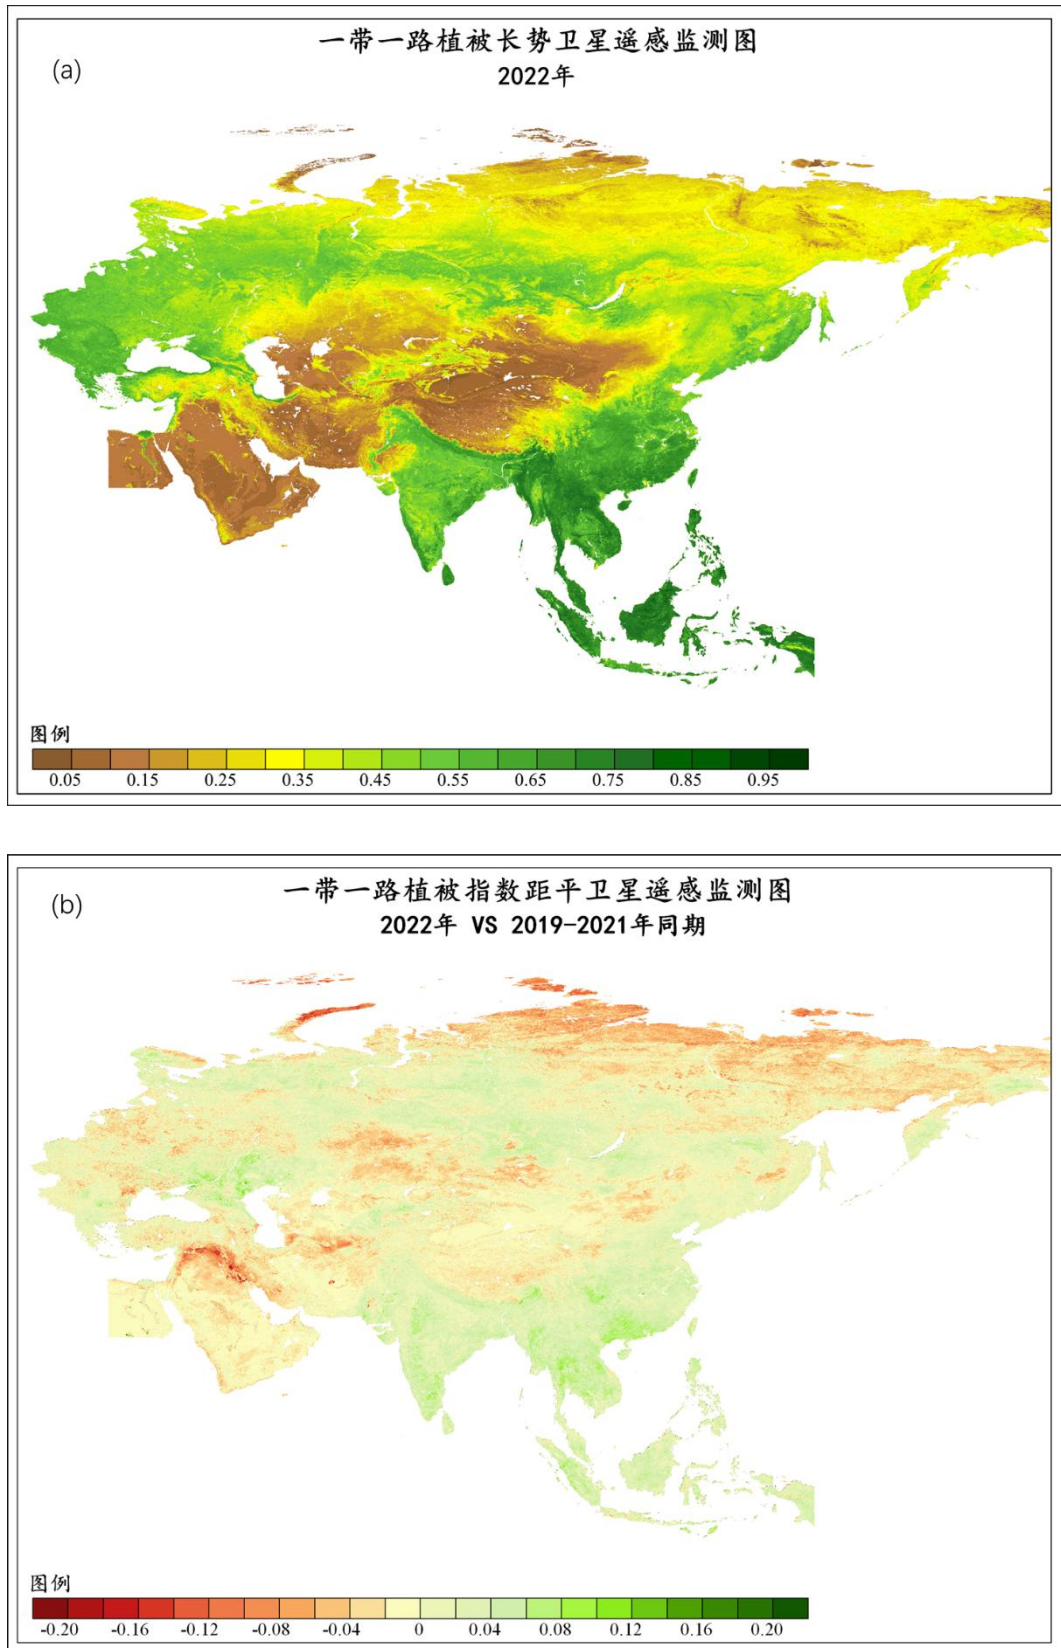 一带一路植被长势卫星遥感监测图
(a)
2022年
图例
0.05 0.15 0.25 0.35 0.45 0.55 0.65 0.75 0.85 0.95
一带一路植被指数距平卫星遥感监测图
(b)
2022年 VS 2019-2021年同期
图例
-0.20 -0.16 -0.12 -0.08 -0.04 0 0.04 0.08 0.12 0.16 0.20